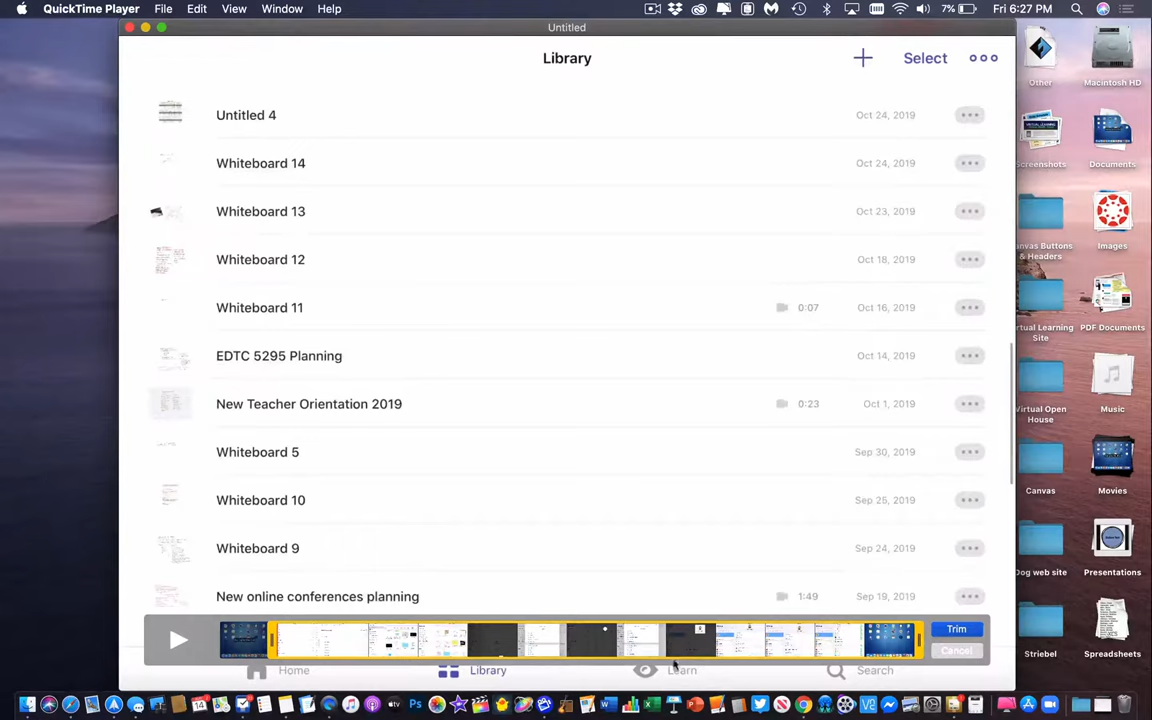 QuickTime Player File Edit View Window Help 7% Fri 6:27 PM
Untitled
Library Select
Untitled 4 Oct 24, 2019
Whiteboard 14 Oct 24, 2019
Whiteboard 13 Oct 23, 2019
Whiteboard 12 Oct 18, 2019
Whiteboard 11 0:07 Oct 16, 2019
EDTC 5295 Planning Oct 14, 2019
New Teacher Orientation 2019 0:23 Oct 1, 2019
Whiteboard 5 Sep 30, 2019
Whiteboard 10 Sep 25, 2019
Whiteboard 9 Sep 24, 2019
New online conferences planning 1:49 Sep 19, 2019
Trim
Cancel
Home Library Learn Search
Other Macintosh HD
Screenshots Documents
anvas Buttons
& Headers
Images
irtual Learning
Site
PDF Documents
Virtual Open
House
Music
Canvas Movies
Dog web site Presentations
Striebel Spreadsheets